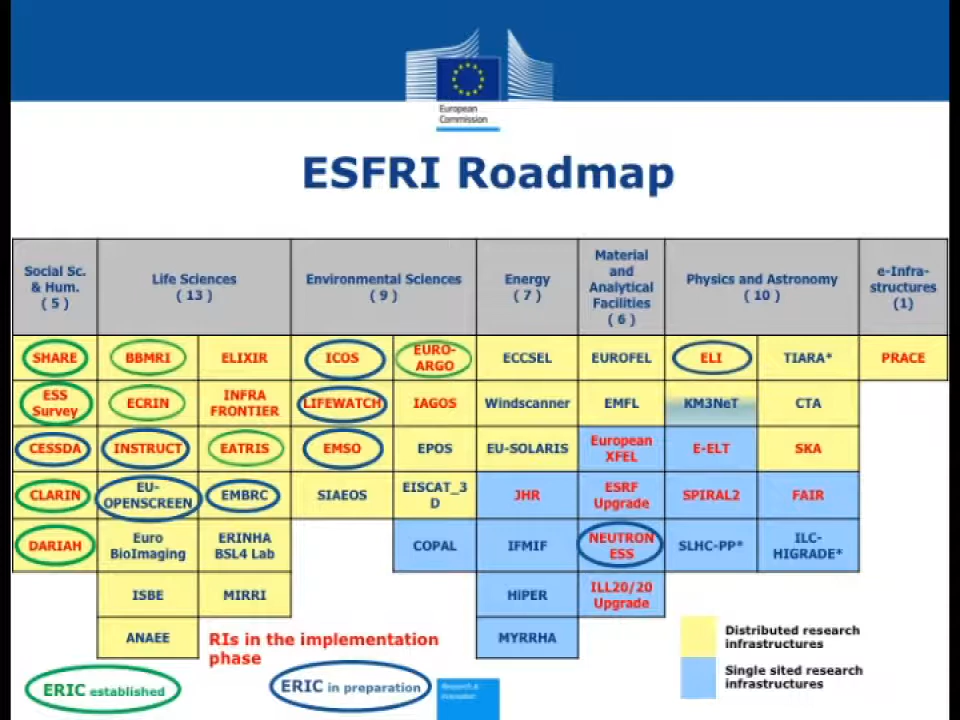 European
Commission
ESFRI Roadmap
Social Sc.
& Hum.
( 5 )
Life Sciences
( 13 )
Environmental Sciences
( 9 )
Energy
( 7 )
Material
and
Analytical
Facilities
( 6 )
Physics and Astronomy
( 10 )
e-Infra-
structures
(1)
SHARE
BBMRI
ELIXIR
ICOS
EURO-
ARGO
ECCSEL
EUROFEL
ELI
TIARA*
PRACE
ESS
Survey
ECRIN
INFRA
FRONTIER
LIFEWATCH
IAGOS
Windscanner
EMFL
KM3NeT
CTA
CESSDA
INSTRUCT
EATRIS
EMSO
EPOS
EU-SOLARIS
European
XFEL
E-ELT
SKA
CLARIN
EU-
OPENSCREEN
EMBRC
SIAEOS
EISCAT_3
D
JHR
ESRF
Upgrade
SPIRAL2
FAIR
DARIAH
Euro
BioImaging
ERINHA
BSL4 Lab
COPAL
IFMIF
NEUTRON
ESS
SLHC-PP*
ILC-
HIGRADE*
ISBE
MIRRI
HiPER
ILL20/20
Upgrade
ANAEE
MYRRHA
RIs in the implementation
phase
Distributed research
infrastructures
Single sited research
infrastructures
ERIC established
ERIC in preparation
Research &
Innovation